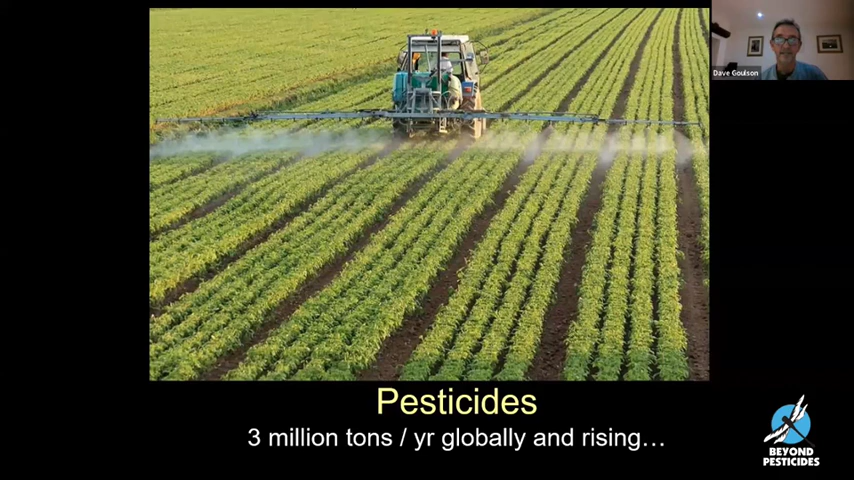 Dave Goulson
Pesticides
3 million tons / yr globally and rising…
BEYOND
PESTICIDES